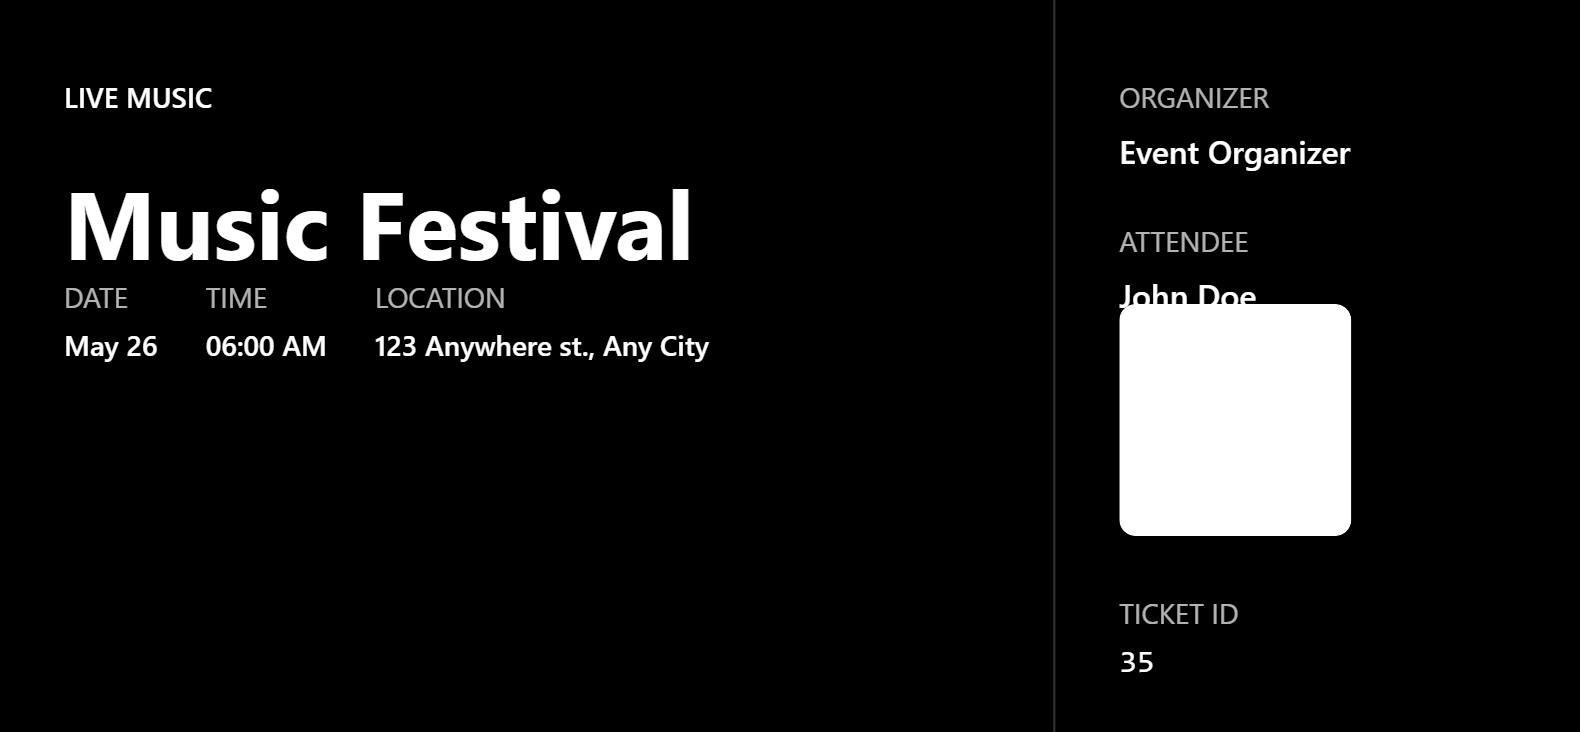 LIVE MUSIC
Music Festival
DATE
TIME
LOCATION
May 26
06:00 AM
123 Anywhere st., Any City
ORGANIZER
Event Organizer
ATTENDEE
John Doe
TICKET ID
35